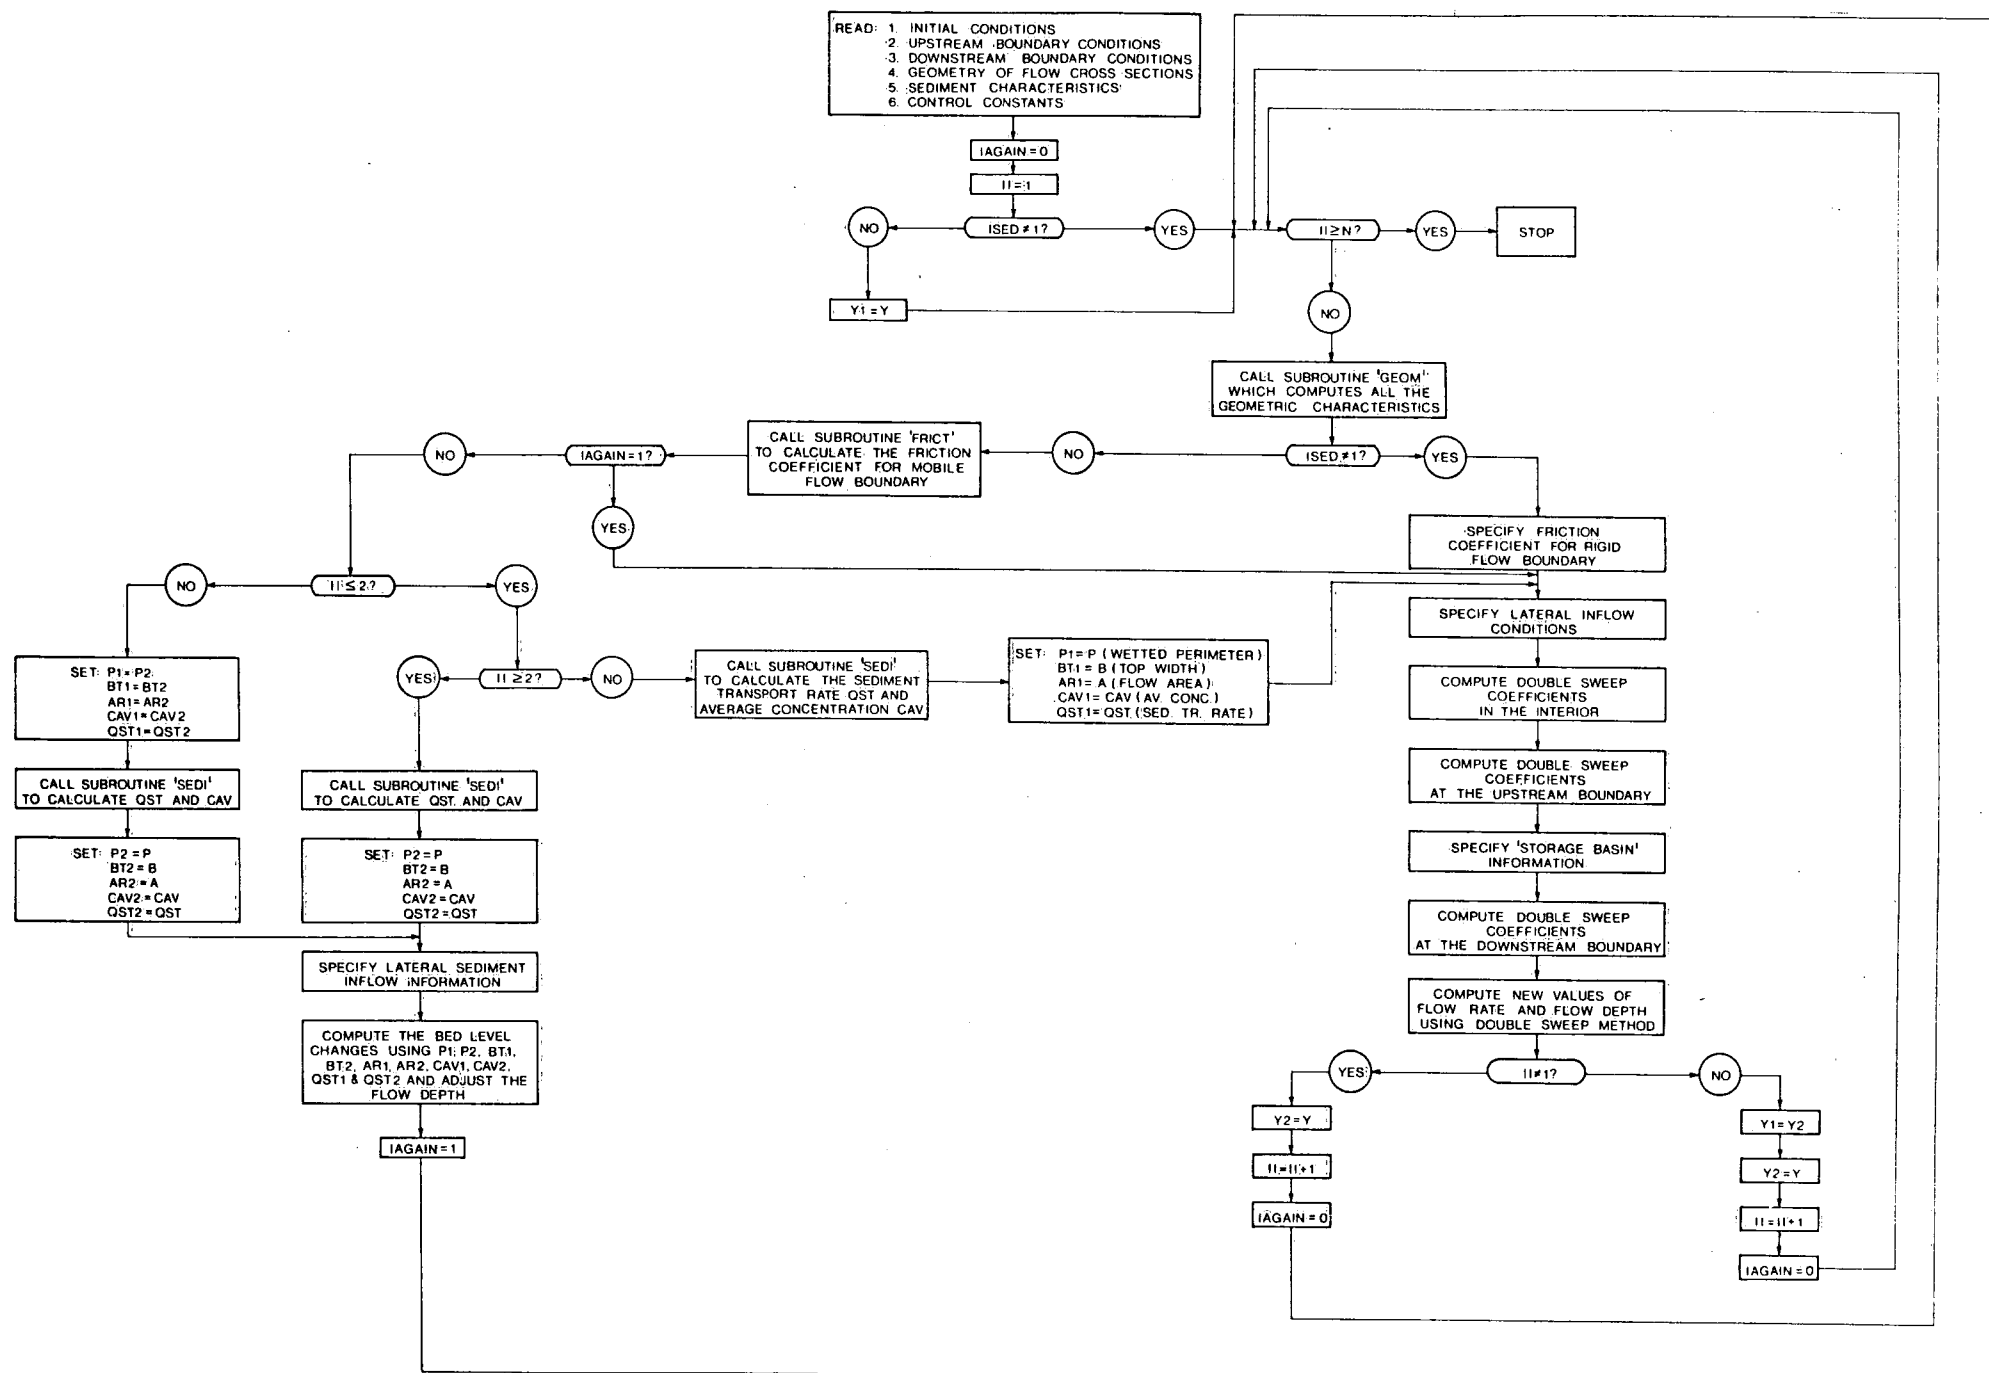 READ: 1. INITIAL CONDITIONS
2. UPSTREAM BOUNDARY CONDITIONS
3. DOWNSTREAM BOUNDARY CONDITIONS
4. GEOMETRY OF FLOW CROSS SECTIONS
5. SEDIMENT CHARACTERISTICS
6. CONTROL CONSTANTS
IAGAIN=0
II=1
NO
ISED≠1?
YES
II≥N?
YES
STOP
Y1=Y
NO
CALL SUBROUTINE 'GEOM'
WHICH COMPUTES ALL THE
GEOMETRIC CHARACTERISTICS
NO
IAGAIN=1?
CALL SUBROUTINE 'FRICT'
TO CALCULATE THE FRICTION
COEFFICIENT FOR MOBILE
FLOW BOUNDARY
NO
ISED≠1?
YES
YES
SPECIFY FRICTION
COEFFICIENT FOR RIGID
FLOW BOUNDARY
NO
II≤2?
YES
SPECIFY LATERAL INFLOW
CONDITIONS
SET: P1=P2
BT1=BT2
AR1=AR2
CAV1=CAV2
QST1=QST2
YES
II≥2?
NO
CALL SUBROUTINE 'SEDI'
TO CALCULATE THE SEDIMENT
TRANSPORT RATE QST AND
AVERAGE CONCENTRATION CAV
SET: P1=P (WETTED PERIMETER)
BT1=B (TOP WIDTH)
AR1=A (FLOW AREA)
CAV1=CAV (AV. CONC.)
QST1=QST (SED. TR. RATE)
COMPUTE DOUBLE SWEEP
COEFFICIENTS
IN THE INTERIOR
CALL SUBROUTINE 'SEDI'
TO CALCULATE QST AND CAV
CALL SUBROUTINE 'SEDI'
TO CALCULATE QST AND CAV
COMPUTE DOUBLE SWEEP
COEFFICIENTS
AT THE UPSTREAM BOUNDARY
SET: P2=P
BT2=B
AR2=A
CAV2=CAV
QST2=QST
SET: P2=P
BT2=B
AR2=A
CAV2=CAV
QST2=QST
SPECIFY 'STORAGE BASIN'
INFORMATION
COMPUTE DOUBLE SWEEP
COEFFICIENTS
AT THE DOWNSTREAM BOUNDARY
SPECIFY LATERAL SEDIMENT
INFLOW INFORMATION
COMPUTE NEW VALUES OF
FLOW RATE AND FLOW DEPTH
USING DOUBLE SWEEP METHOD
COMPUTE THE BED LEVEL
CHANGES USING P1, P2, BT1,
BT2, AR1, AR2, CAV1, CAV2,
QST1 & QST2 AND ADJUST THE
FLOW DEPTH
YES
II≠1?
NO
IAGAIN=1
Y2=Y
II=II+1
IAGAIN=0
Y1=Y2
Y2=Y
II=II+1
IAGAIN=0